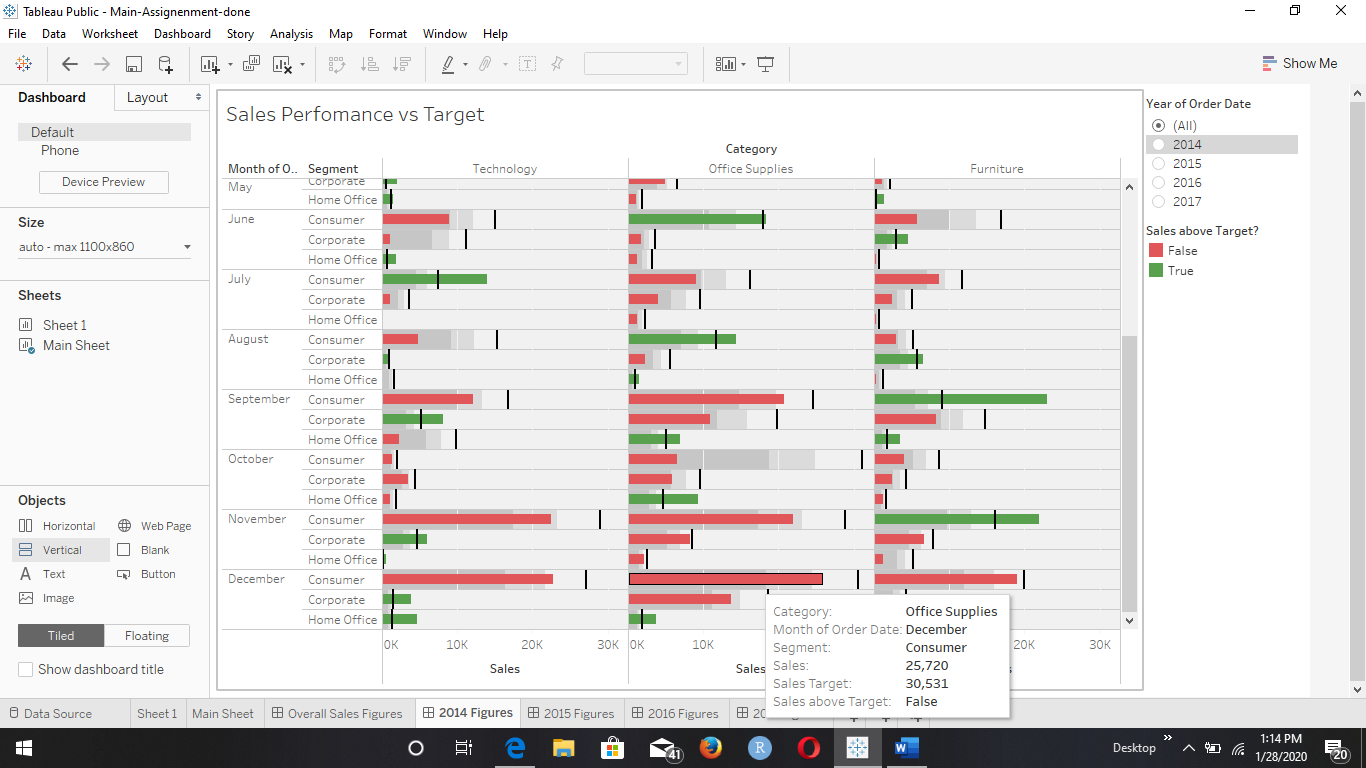 Tableau Public - Main-Assignenment-done
File Data Worksheet Dashboard Story Analysis Map Format Window Help
Show Me
Dashboard Layout
Default
Phone
Device Preview
Size
auto - max 1100x860
Sheets
Sheet 1
Main Sheet
Objects
Horizontal Web Page
Vertical Blank
Text Button
Image
Tiled Floating
Show dashboard title
Sales Perfomance vs Target
Category
Month of O.. Segment Technology Office Supplies Furniture
May Corporate
Home Office
June Consumer
Corporate
Home Office
July Consumer
Corporate
Home Office
August Consumer
Corporate
Home Office
September Consumer
Corporate
Home Office
October Consumer
Corporate
Home Office
November Consumer
Corporate
Home Office
December Consumer
Corporate
Home Office
0K 10K 20K 30K 0K 10K 20K 30K
Sales
Category: Office Supplies
Month of Order Date: December
Segment: Consumer
Sales: 25,720
Sales Target: 30,531
Sales above Target: False
Year of Order Date
(All)
2014
2015
2016
2017
Sales above Target?
False
True
Data Source Sheet 1 Main Sheet Overall Sales Figures 2014 Figures 2015 Figures 2016 Figures
41 R Desktop 1:14 PM
1/28/2020 20